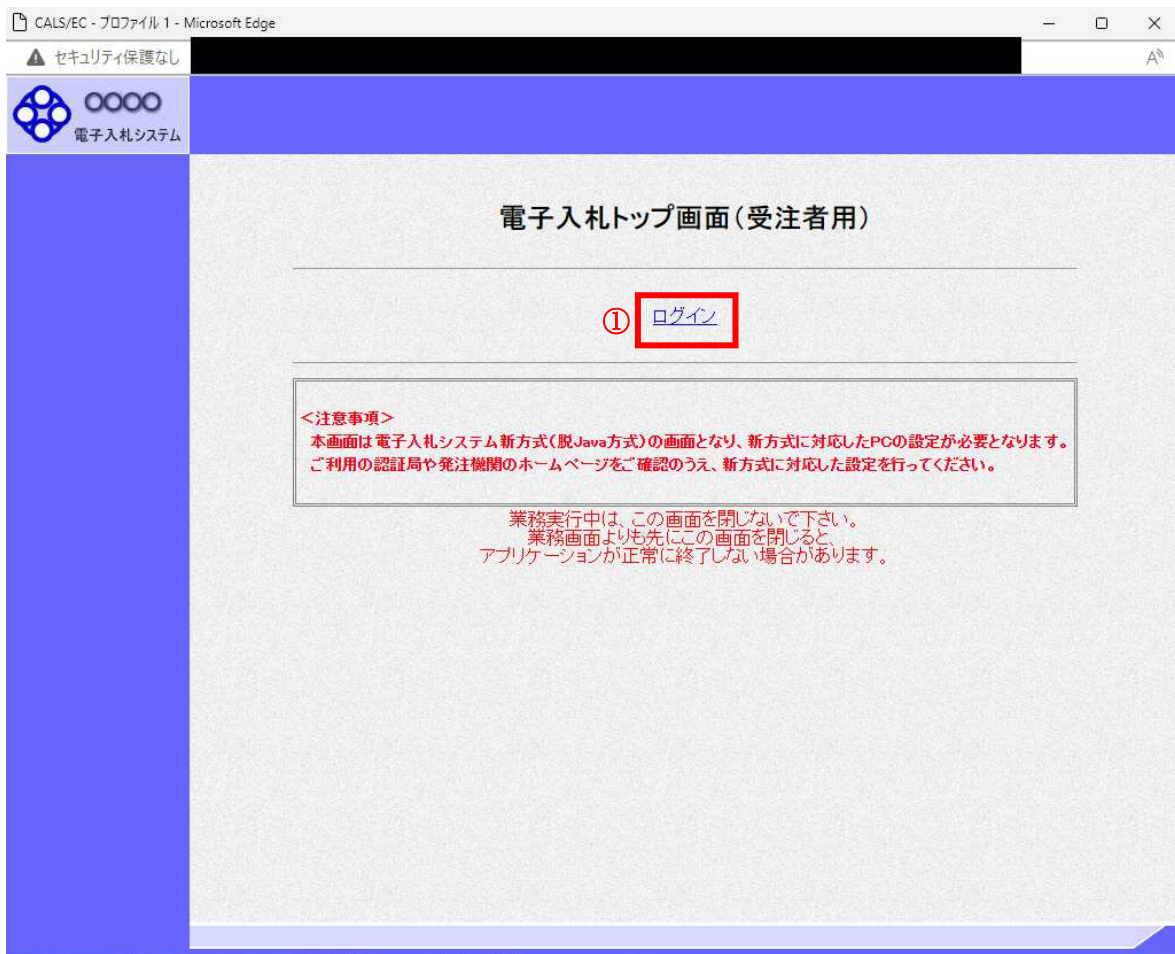 CALS/EC - プロファイル 1 - Microsoft Edge
セキュリティ保護なし
A
〇〇〇〇
電子入札システム
電子入札トップ画面(受注者用)
① ログイン
<注意事項>
本画面は電子入札システム新方式(脱Java方式)の画面となり、新方式に対応したPCの設定が必要となります。
ご利用の認証局や発注機関のホームページをご確認のうえ、新方式に対応した設定を行ってください。
業務実行中は、この画面を閉じないで下さい。
業務画面よりも先にこの画面を閉じると、
アプリケーションが正常に終了しない場合があります。